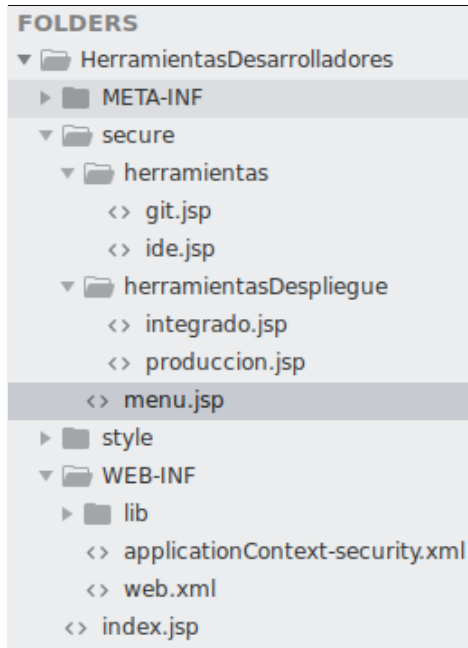 FOLDERS
HerramientasDesarrolladores
META-INF
secure
herramientas
<> git.jsp
<> ide.jsp
herramientasDespliegue
<> integrado.jsp
<> produccion.jsp
<> menu.jsp
style
WEB-INF
lib
<> applicationContext-security.xml
<> web.xml
<> index.jsp